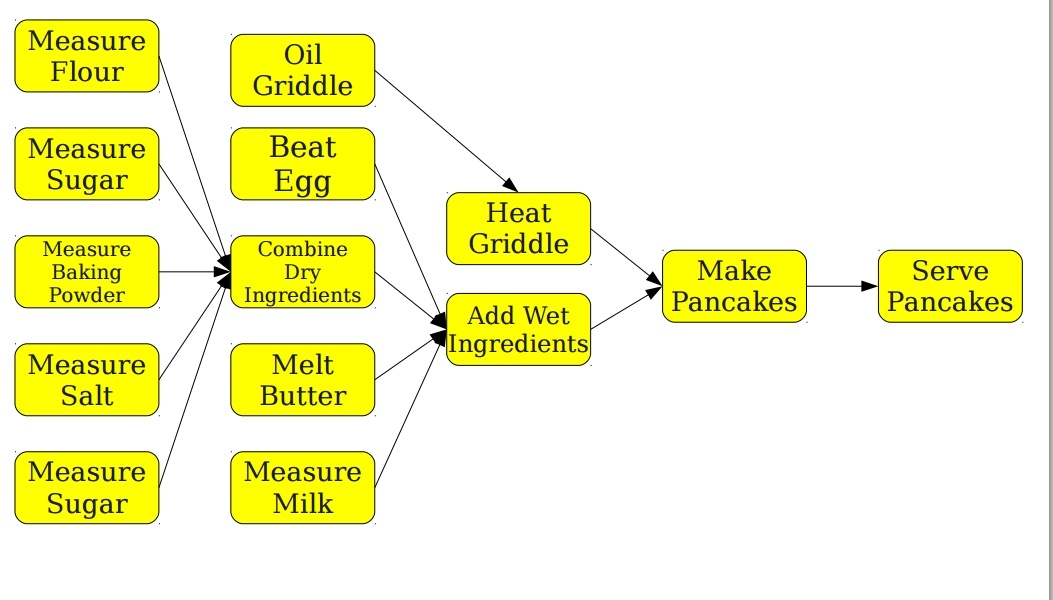 Measure
Flour
Measure
Sugar
Measure
Baking
Powder
Measure
Salt
Measure
Sugar
Oil
Griddle
Beat
Egg
Combine
Dry
Ingredients
Melt
Butter
Measure
Milk
Heat
Griddle
Add Wet
Ingredients
Make
Pancakes
Serve
Pancakes